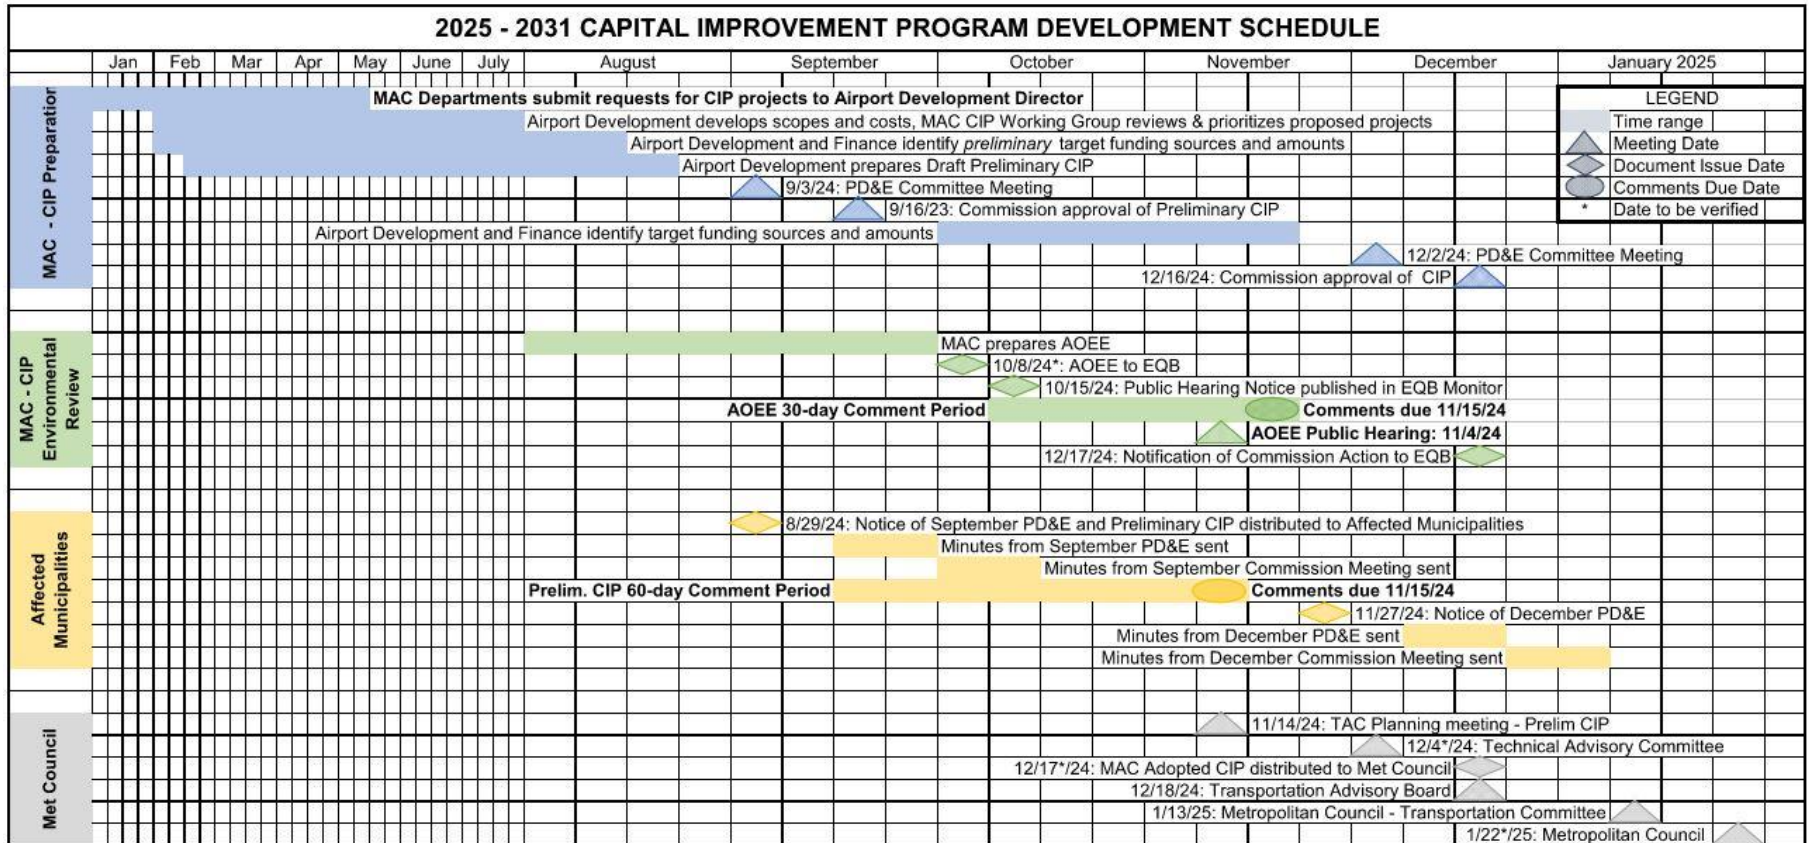 2025 - 2031 CAPITAL IMPROVEMENT PROGRAM DEVELOPMENT SCHEDULE
Jan Feb Mar Apr May June July August September October November December January 2025
MAC - CIP Preparation
MAC Departments submit requests for CIP projects to Airport Development Director
Airport Development develops scopes and costs, MAC CIP Working Group reviews & prioritizes proposed projects
Airport Development and Finance identify preliminary target funding sources and amounts
Airport Development prepares Draft Preliminary CIP
9/3/24: PD&E Committee Meeting
9/16/23: Commission approval of Preliminary CIP
Airport Development and Finance identify target funding sources and amounts
12/2/24: PD&E Committee Meeting
12/16/24: Commission approval of CIP
LEGEND
Time range
Meeting Date
Document Issue Date
Comments Due Date
* Date to be verified
MAC - CIP
Environmental
Review
MAC prepares AOEE
10/8/24*: AOEE to EQB
10/15/24: Public Hearing Notice published in EQB Monitor
AOEE 30-day Comment Period Comments due 11/15/24
AOEE Public Hearing: 11/4/24
12/17/24: Notification of Commission Action to EQB
Affected
Municipalities
8/29/24: Notice of September PD&E and Preliminary CIP distributed to Affected Municipalities
Minutes from September PD&E sent
Minutes from September Commission Meeting sent
Prelim. CIP 60-day Comment Period Comments due 11/15/24
11/27/24: Notice of December PD&E
Minutes from December PD&E sent
Minutes from December Commission Meeting sent
Met Council
11/14/24: TAC Planning meeting - Prelim CIP
12/4*/24: Technical Advisory Committee
12/17*/24: MAC Adopted CIP distributed to Met Council
12/18/24: Transportation Advisory Board
1/13/25: Metropolitan Council - Transportation Committee
1/22*/25: Metropolitan Council